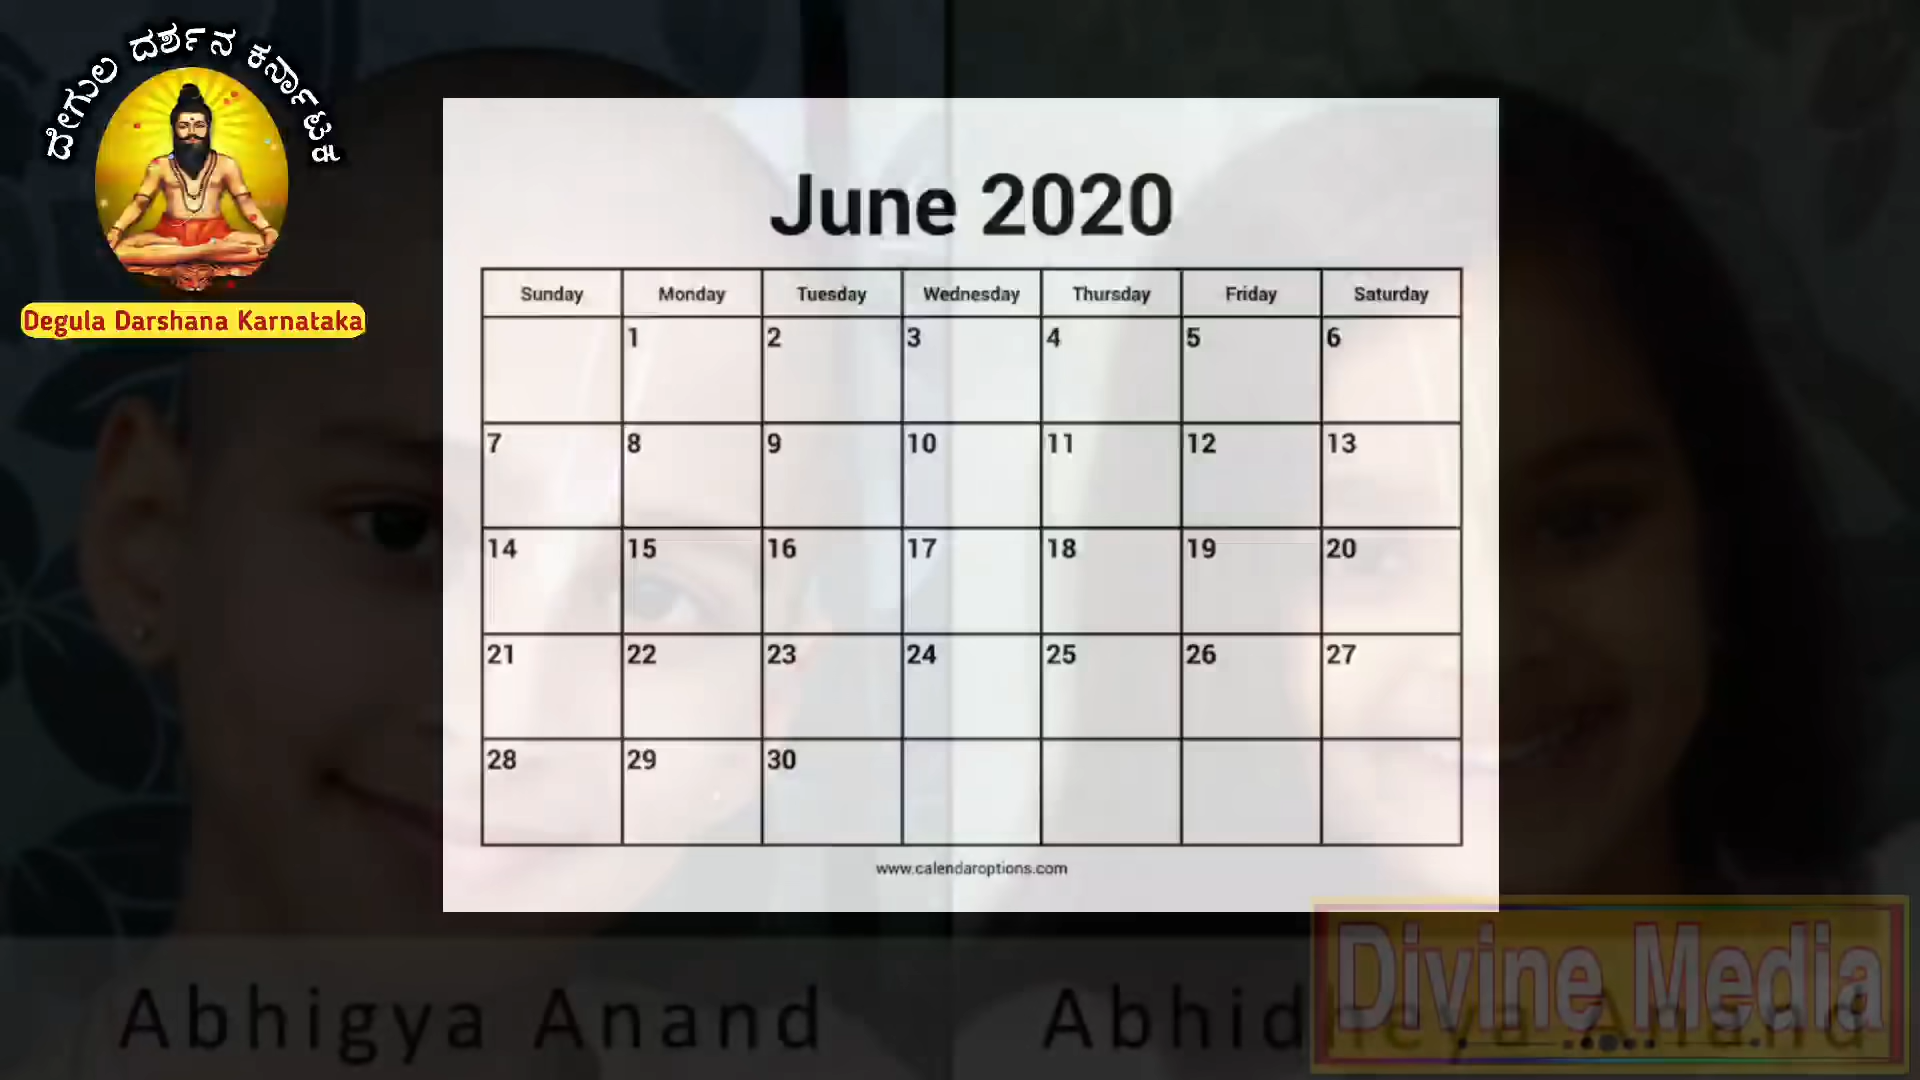 ದೇಗುಲ ದರ್ಶನ ಕರ್ನಾಟಕ
Degula Darshana Karnataka
June 2020
Sunday Monday Tuesday Wednesday Thursday Friday Saturday
1 2 3 4 5 6
7 8 9 10 11 12 13
14 15 16 17 18 19 20
21 22 23 24 25 26 27
28 29 30
www.calendaroptions.com
Abhigya Anand
Abhidheya Anand
Divine Media